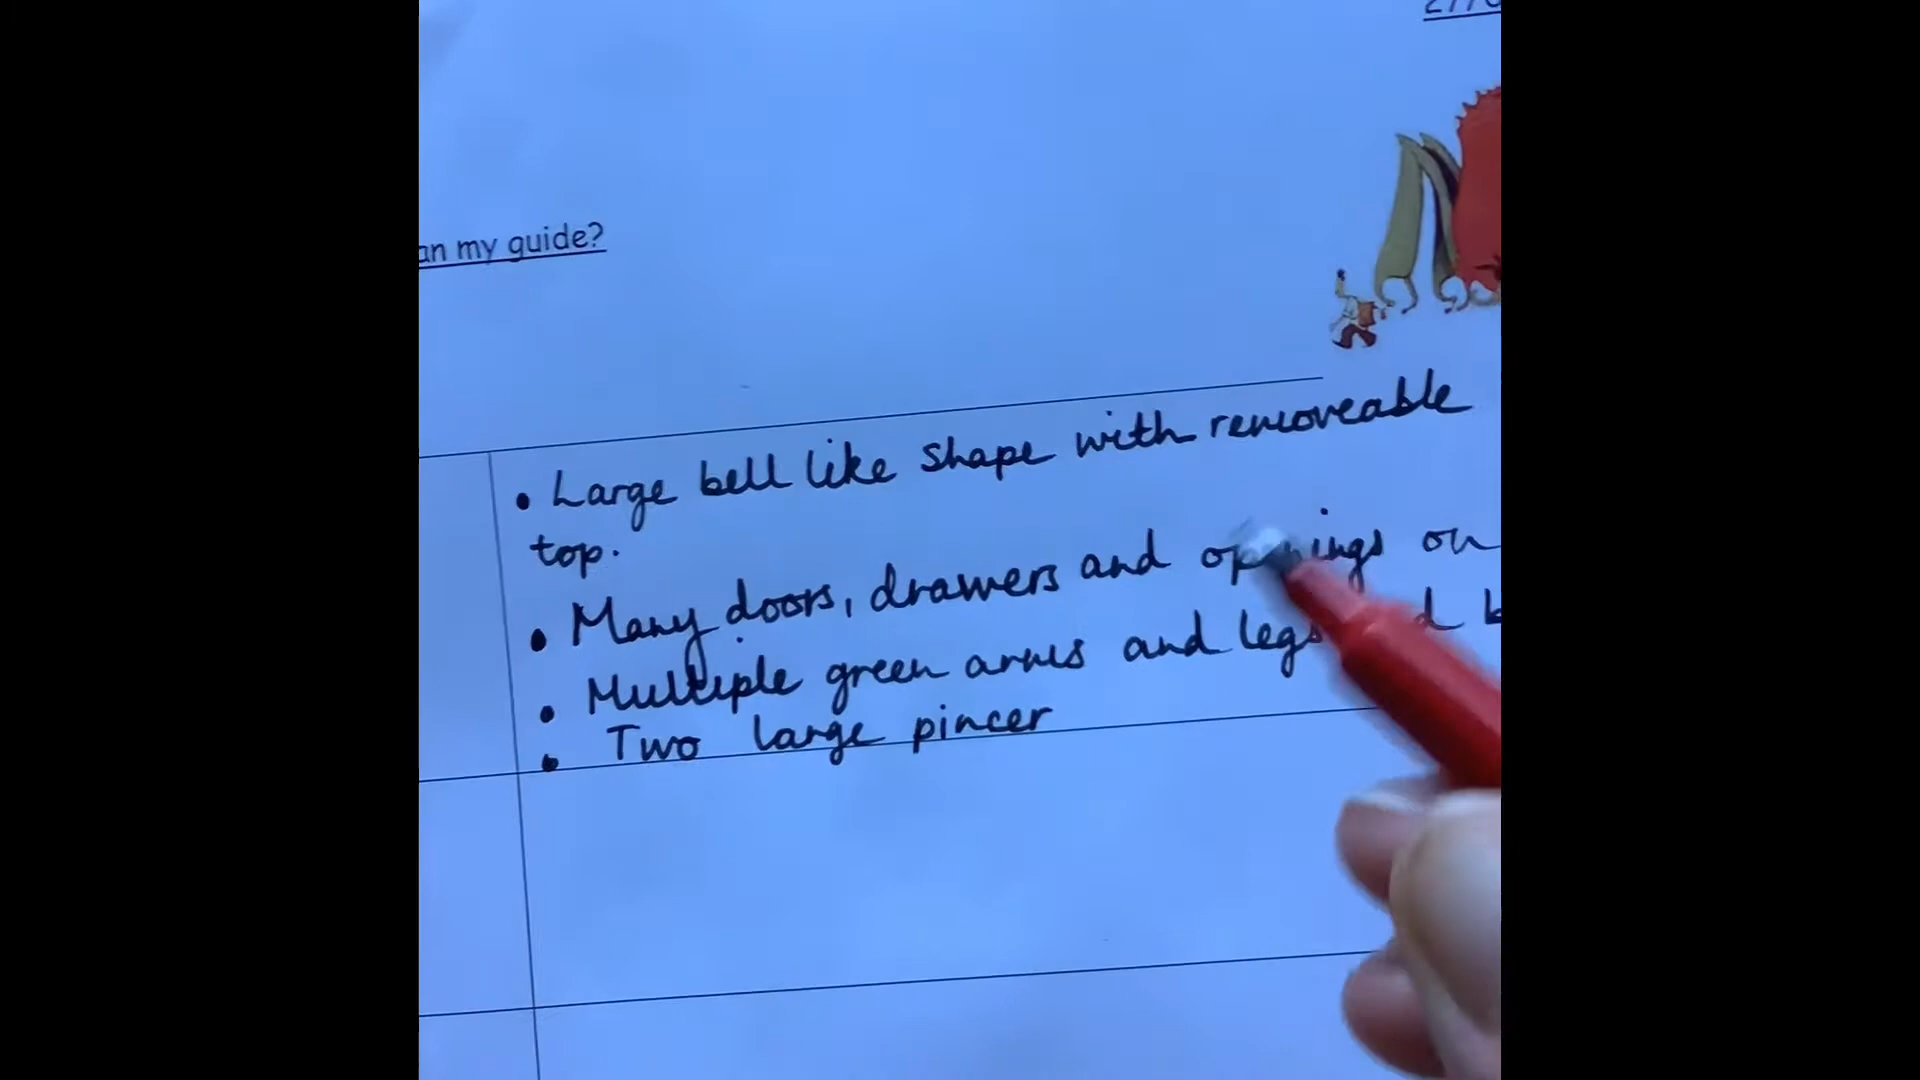 an my guide?
• Large bell like shape with removeable
top.
• Many doors, drawers and openings on
• Multiple green arms and legs
• Two large pincer